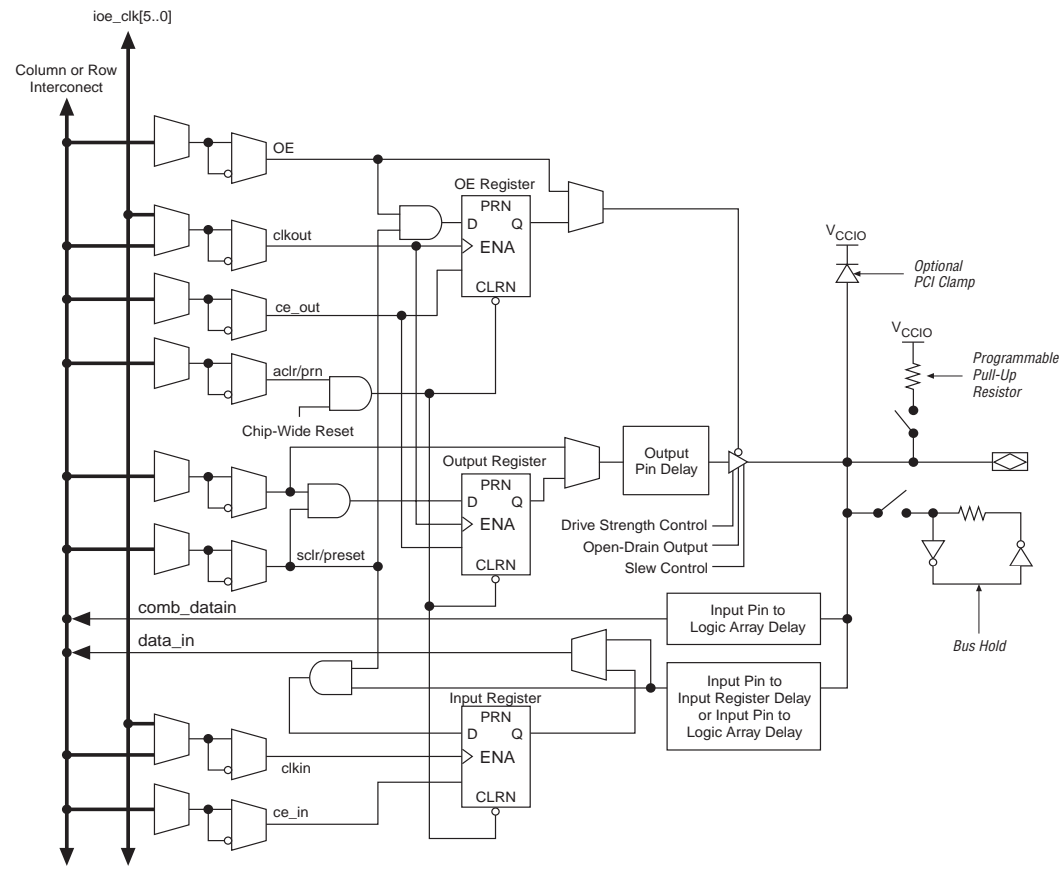 ioe_clk[5..0]
Column or Row
Interconect
OE
OE Register
PRN
D
Q
clkout
ENA
CLRN
ce_out
aclr/prn
Chip-Wide Reset
VCCIO
Optional
PCI Clamp
VCCIO
Programmable
Pull-Up
Resistor
Output Register
PRN
D
Q
ENA
CLRN
Output
Pin Delay
Drive Strength Control
Open-Drain Output
Slew Control
sclr/preset
comb_datain
Input Pin to
Logic Array Delay
Bus Hold
data_in
Input Pin to
Input Register Delay
or Input Pin to
Logic Array Delay
Input Register
PRN
D
Q
clkin
ENA
CLRN
ce_in